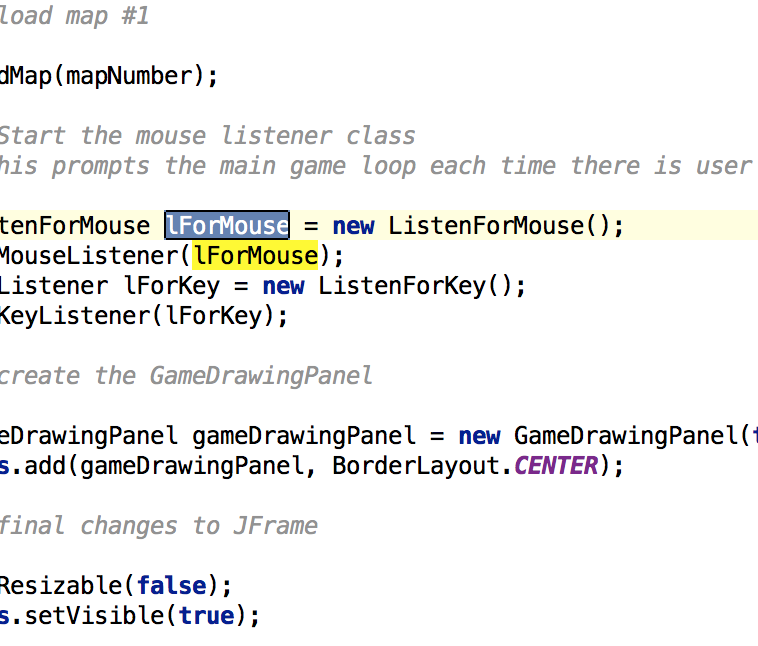 load map #1
dMap(mapNumber);
Start the mouse listener class
his prompts the main game loop each time there is user
tenForMouse lForMouse = new ListenForMouse();
MouseListener(lForMouse);
Listener lForKey = new ListenForKey();
KeyListener(lForKey);
create the GameDrawingPanel
eDrawingPanel gameDrawingPanel = new GameDrawingPanel(t
s.add(gameDrawingPanel, BorderLayout.CENTER);
final changes to JFrame
Resizable(false);
s.setVisible(true);